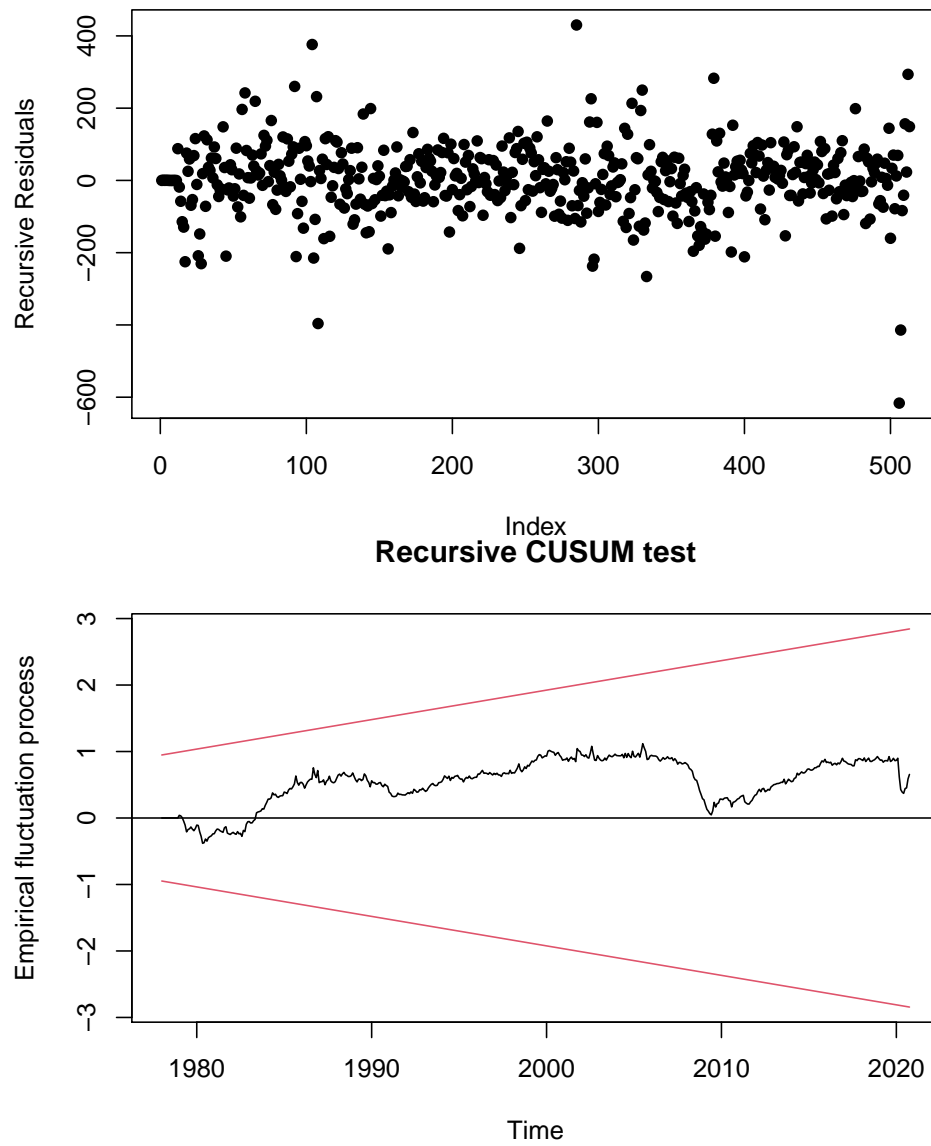 Recursive Residuals
400
200
0
−200
−600
0 100 200 300 400 500
Index
Recursive CUSUM test
Empirical fluctuation process
3
2
1
0
−1
−2
−3
1980 1990 2000 2010 2020
Time